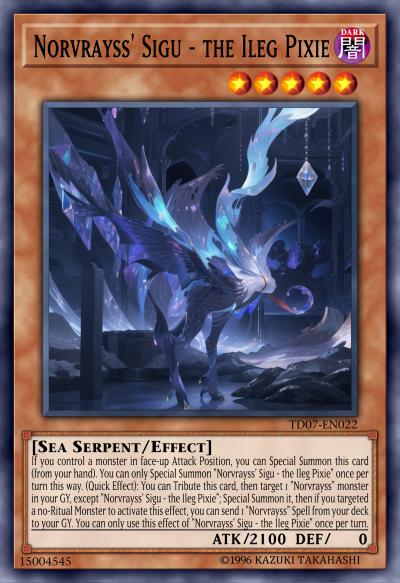 Norvrayss' Sigu - the Ileg Pixie
DARK
闇
TD07-EN022
[Sea Serpent/Effect]
If you control a monster in face-up Attack Position, you can Special Summon this card
(from your hand). You can only Special Summon "Norvrayss' Sigu - the Ileg Pixie" once per
turn this way. (Quick Effect): You can Tribute this card, then target 1 "Norvrayss" monster
in your GY, except "Norvrayss' Sigu - the Ileg Pixie"; Special Summon it, then if you targeted
a no-Ritual Monster to activate this effect, you can send 1 "Norvrayss" Spell from your deck
to your GY. You can only use this effect of "Norvrayss' Sigu - the Ileg Pixie" once per turn.
ATK/2100 DEF/ 0
15004545
©1996 KAZUKI TAKAHASHI